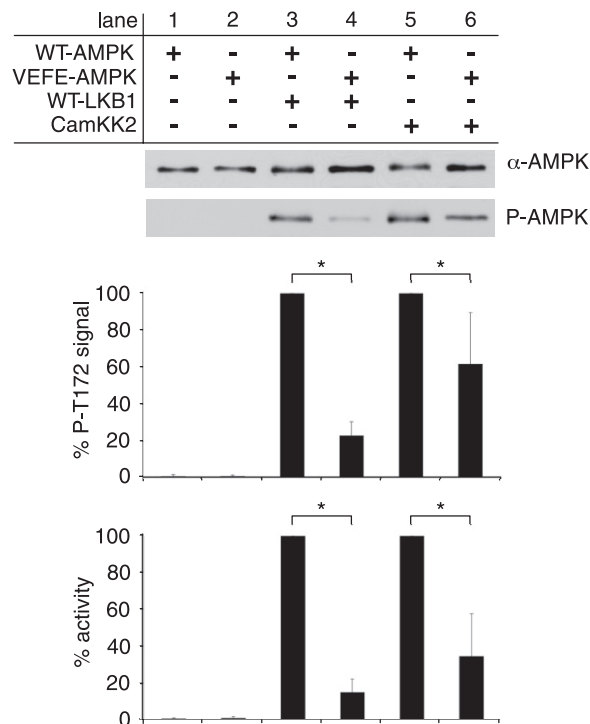 lane 1 2 3 4 5 6
WT-AMPK + - + - + -
VEFE-AMPK - + - + - +
WT-LKB1 - - + + - -
CamKK2 - - - - + +
α-AMPK
P-AMPK
* *
% P-T172 signal
100
80
60
40
20
0
* *
% activity
100
80
60
40
20
0